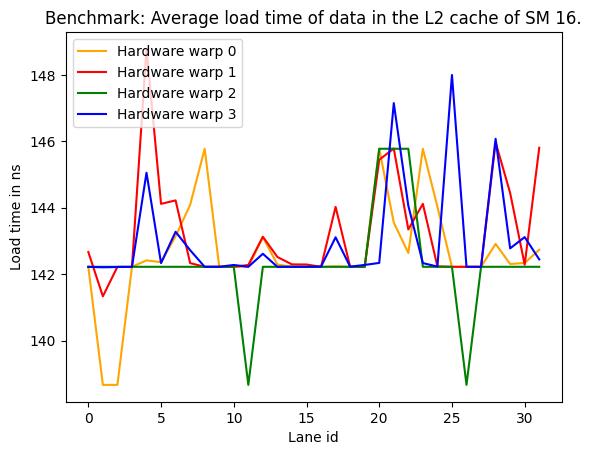 Benchmark: Average load time of data in the L2 cache of SM 16.
Hardware warp 0
Hardware warp 1
Hardware warp 2
Hardware warp 3
Load time in ns
148
146
144
142
140
0 5 10 15 20 25 30
Lane id